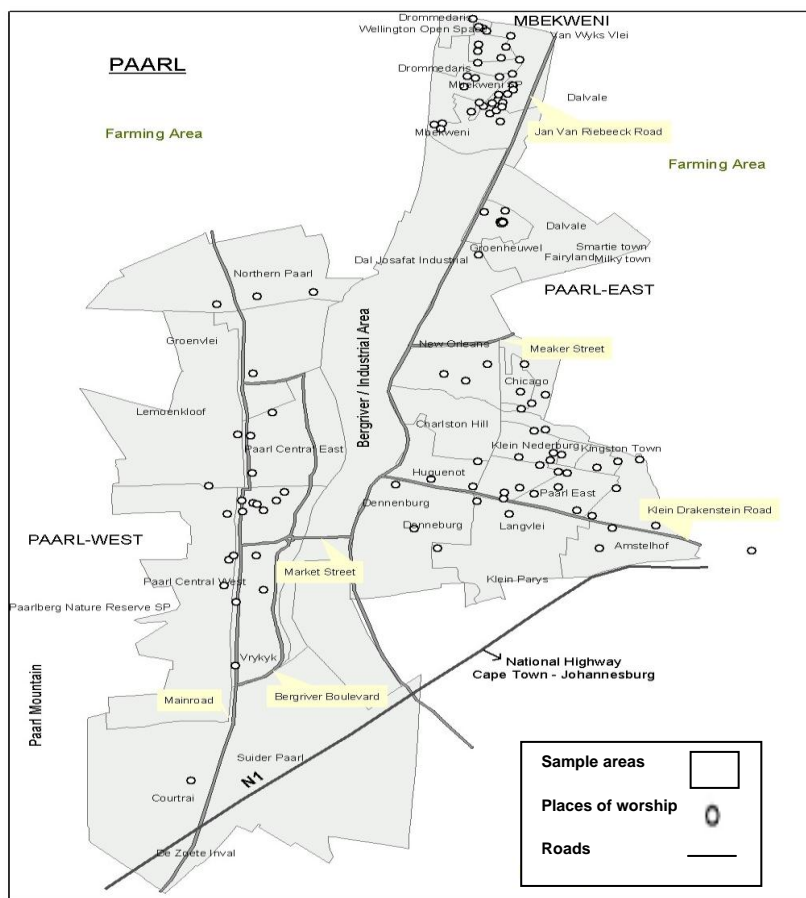 Drommedaris
MBEKWENI
Wellington Open Space
Van Wyks Vlei
PAARL
Drommedaris
Mbekweni SP
Dalvale
Farming Area
Mbekweni
Jan Van Riebeeck Road
Farming Area
Dalvale
Groenheuwel
Smartie town
Dal Josafat Industrial
Fairyland
Milky town
Northern Paarl
PAARL-EAST
Bergriver / Industrial Area
Groenvlei
New Orleans
Meaker Street
Chicago
Lemoenkloof
Charlston Hill
Paarl Central East
Klein Nederburg
Kingston Town
Huguenot
Paarl East
Dennenburg
Klein Drakenstein Road
Denneburg
Langvlei
PAARL-WEST
Amstelhof
Market Street
Paarl Central West
Klein Parys
Paarlberg Nature Reserve SP
Vrykyk
National Highway
Cape Town - Johannesburg
Mainroad
Bergriver Boulevard
Paarl Mountain
Suider Paarl
N1
Courtrai
De Zoete Inval
Sample areas
Places of worship
Roads